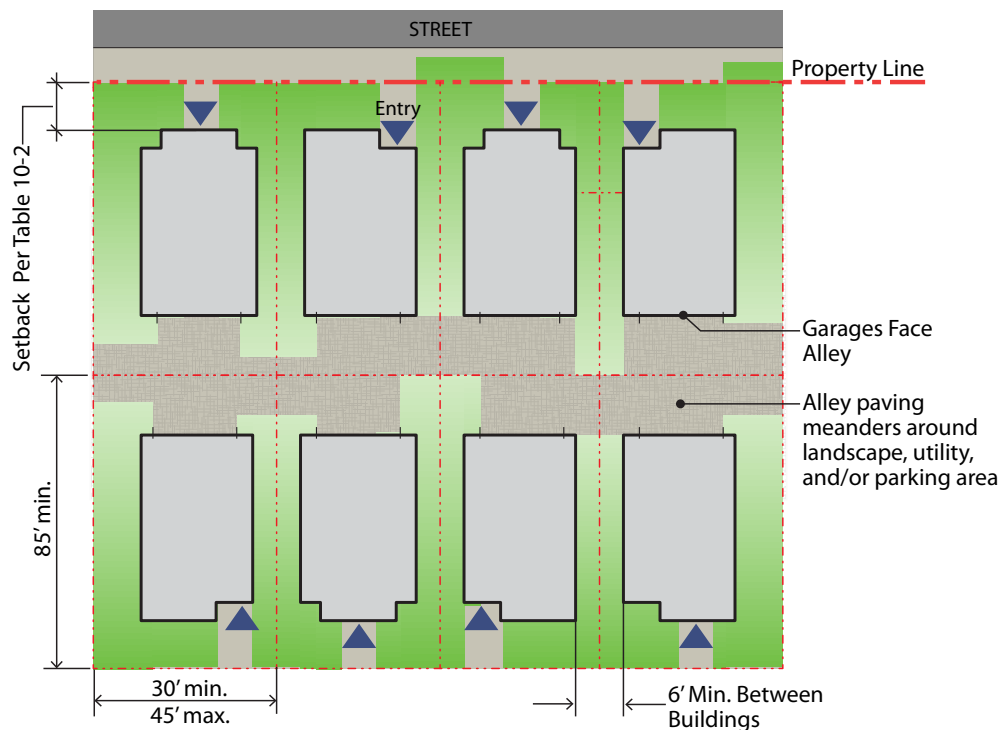 STREET
Property Line
Entry
Setback Per Table 10-2
Garages Face
Alley
Alley paving
meanders around
landscape, utility,
and/or parking area
85’ min.
30’ min.
45’ max.
6’ Min. Between
Buildings